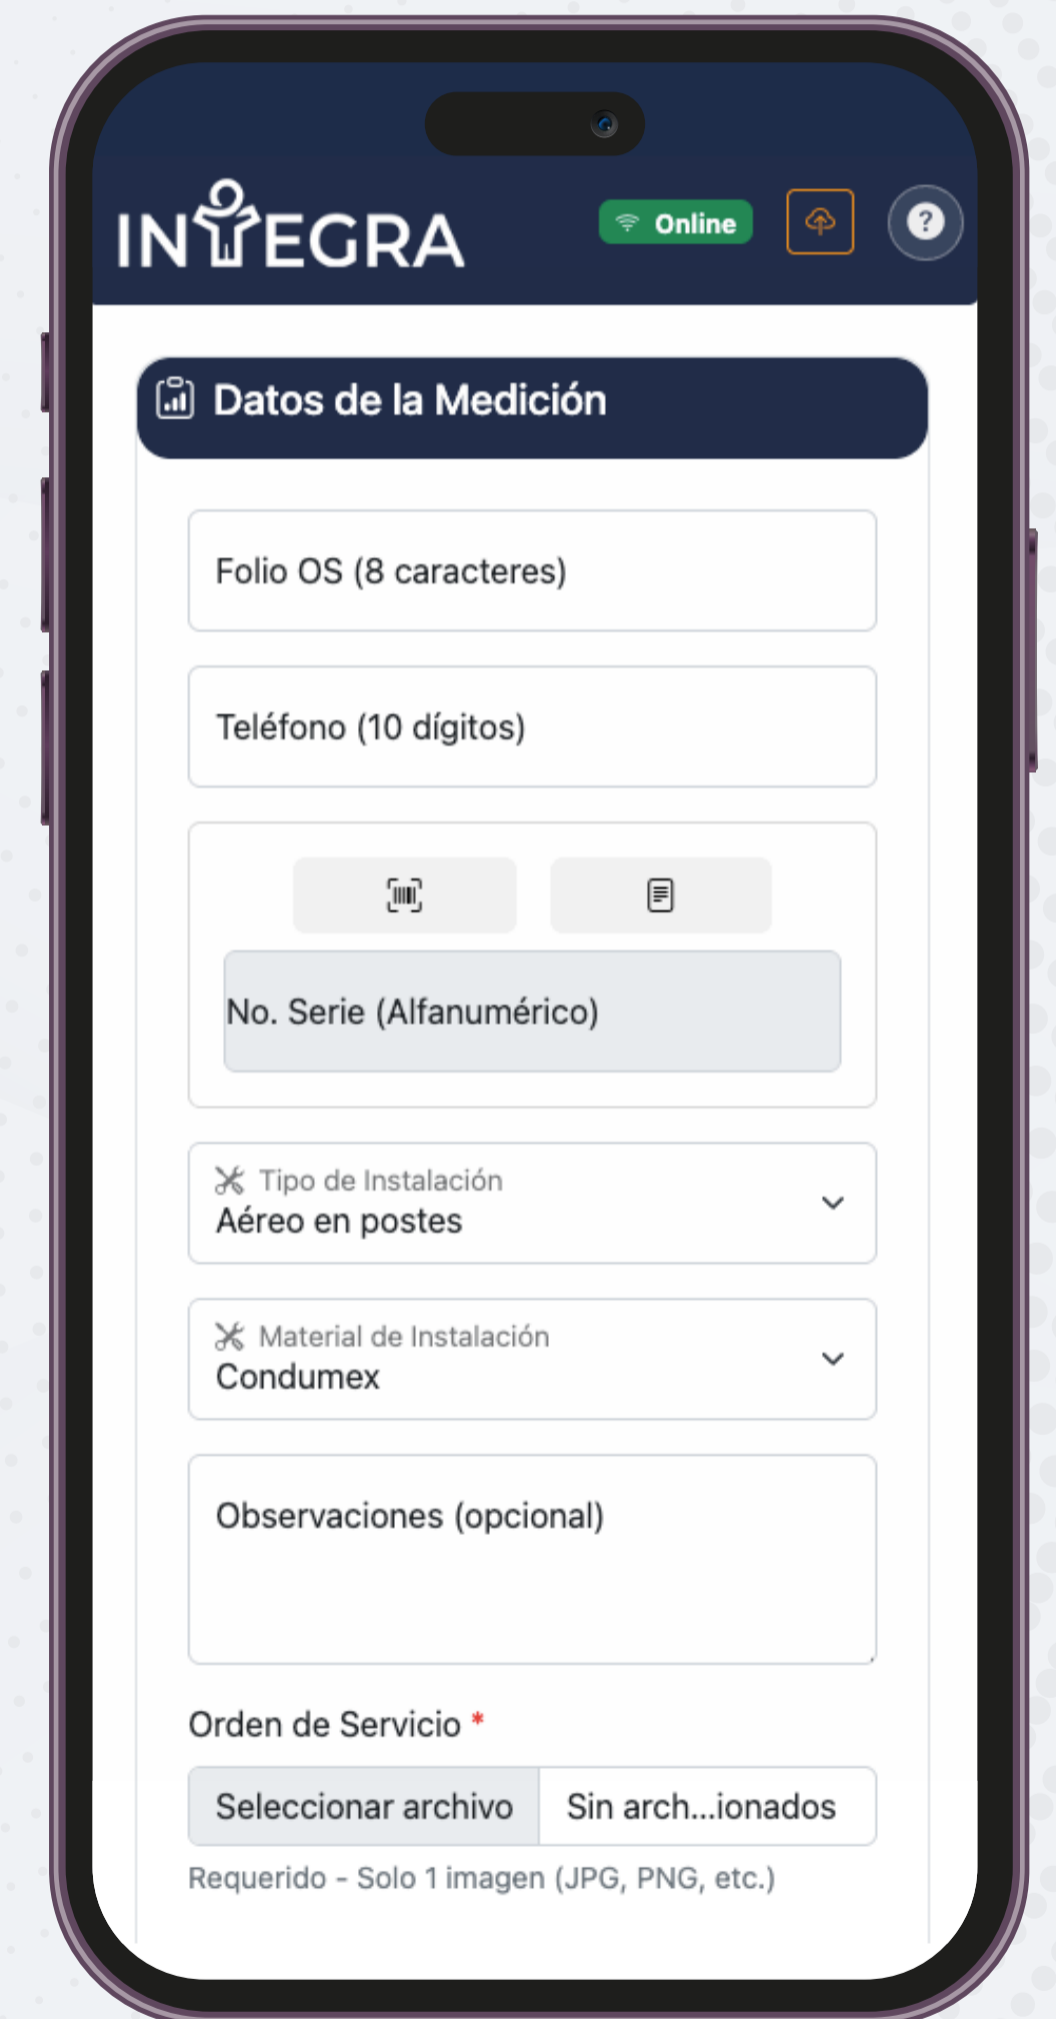 INTEGRA
Online
?
Datos de la Medición
Folio OS (8 caracteres)
Teléfono (10 dígitos)
No. Serie (Alfanumérico)
Tipo de Instalación
Aéreo en postes
Material de Instalación
Condumex
Observaciones (opcional)
Orden de Servicio *
Seleccionar archivo Sin arch...ionados
Requerido - Solo 1 imagen (JPG, PNG, etc.)